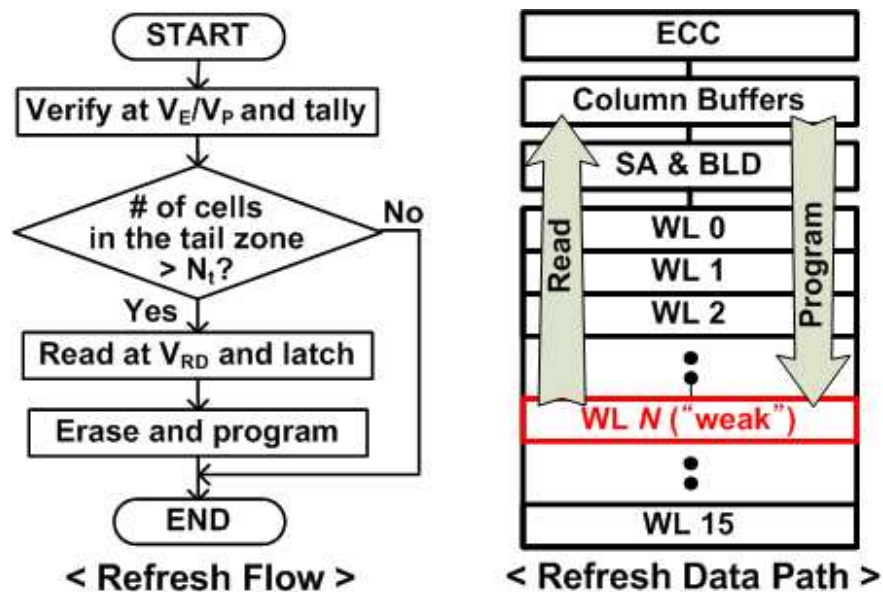 START
Verify at VE/VP and tally
# of cells
in the tail zone
> Nt?
No
Yes
Read at VRD and latch
Erase and program
END
< Refresh Flow >
ECC
Column Buffers
SA & BLD
WL 0
WL 1
WL 2
WL N ("weak")
WL 15
Read
Program
< Refresh Data Path >